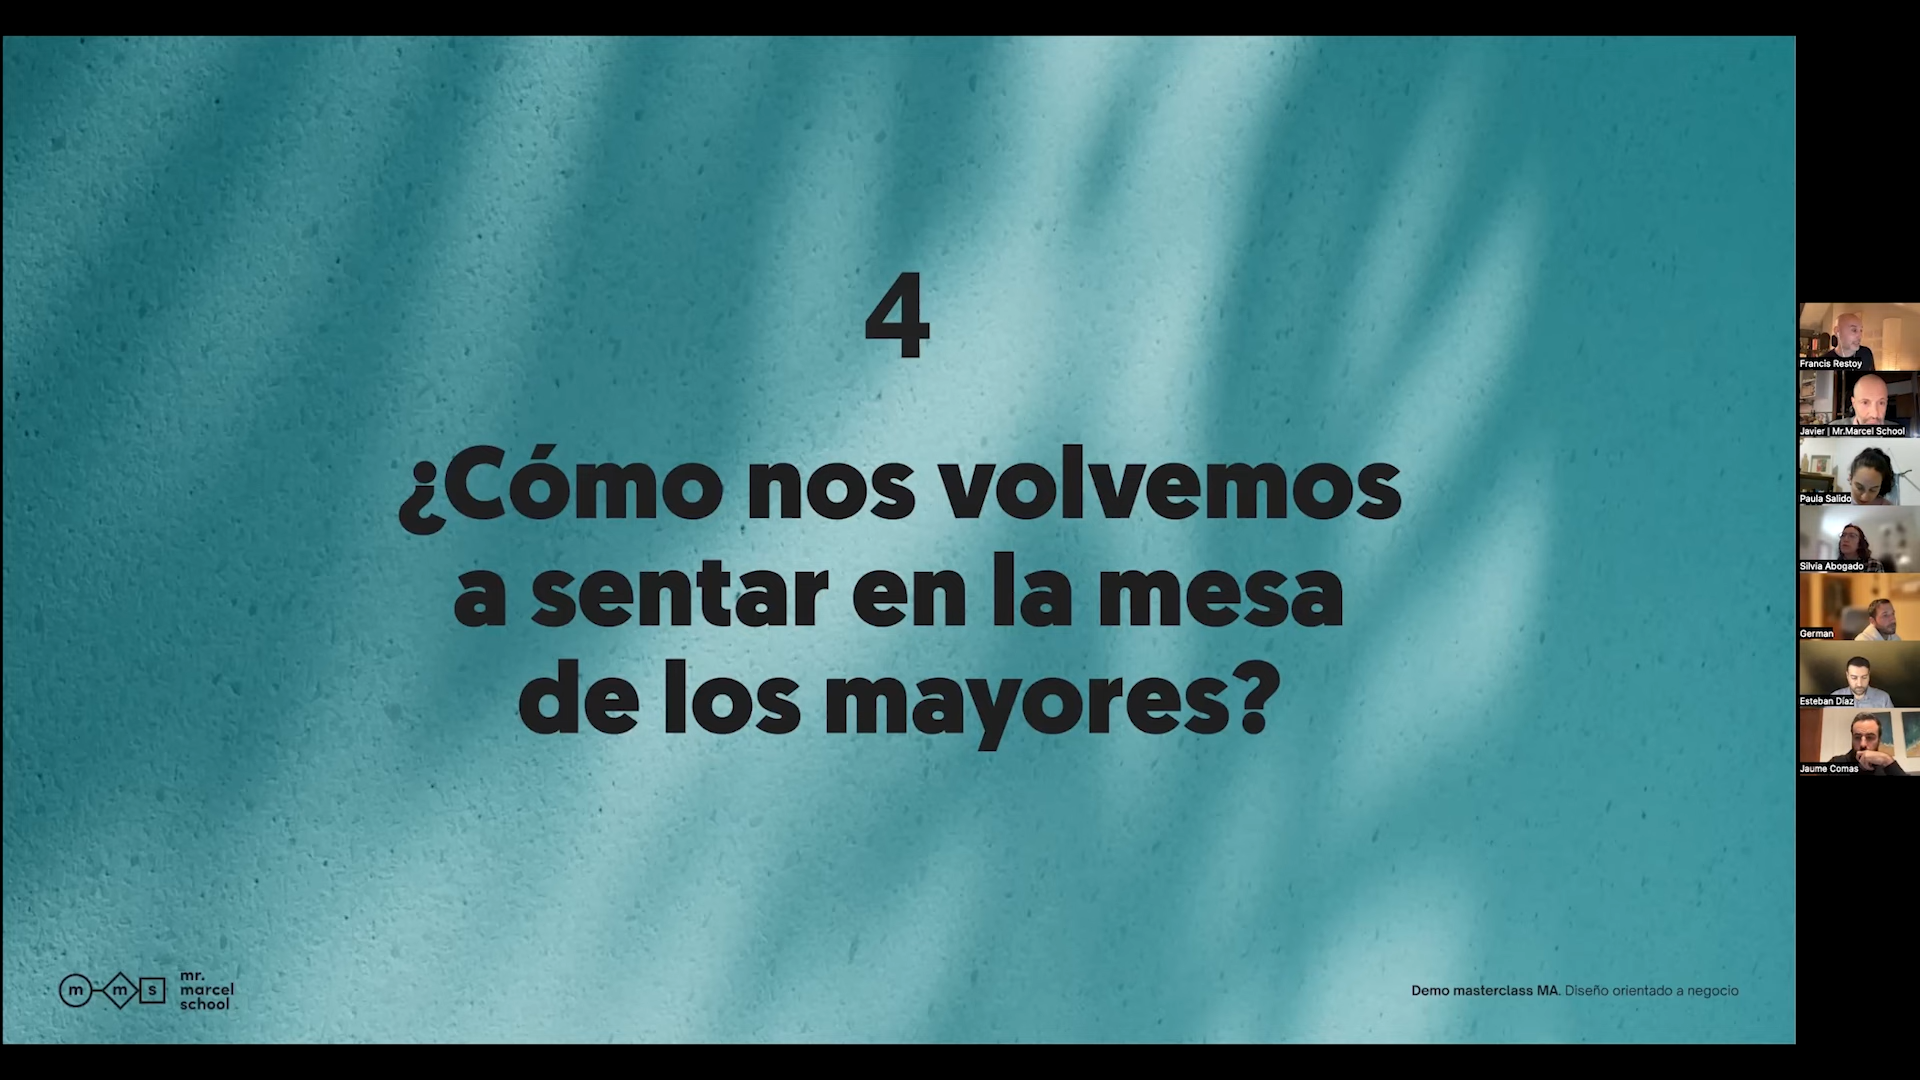 4
¿Cómo nos volvemos
a sentar en la mesa
de los mayores?
m m s
mr.
marcel
school
Demo masterclass MA. Diseño orientado a negocio
Francis Restoy
Javier | Mr.Marcel School
Paula Salido
Silvia Abogado
German
Esteban Díaz
Jaume Comas